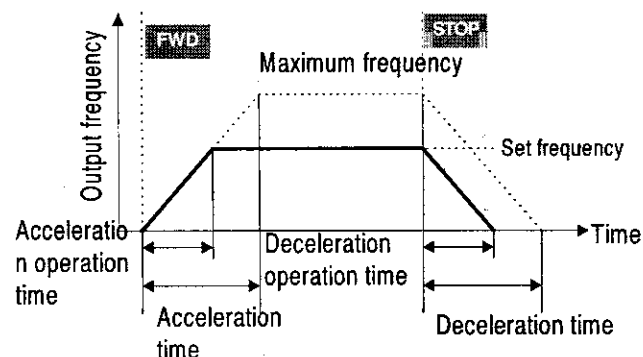 FWD
STOP
Maximum frequency
Output frequency
Set frequency
Time
Acceleratio
n operation
time
Deceleration
operation time
Acceleration
time
Deceleration time